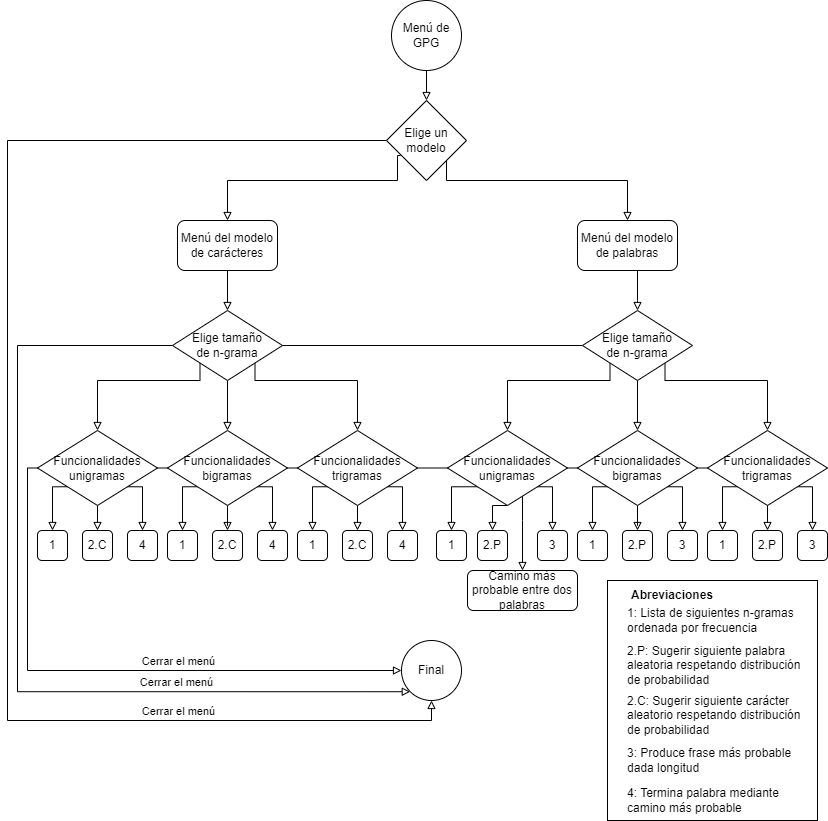 Menú de
GPG
Elige un
modelo
Menú del modelo
de carácteres
Menú del modelo
de palabras
Elige tamaño
de n-grama
Elige tamaño
de n-grama
Funcionalidades
unigramas
Funcionalidades
bigramas
Funcionalidades
trigramas
Funcionalidades
unigramas
Funcionalidades
bigramas
Funcionalidades
trigramas
1
2.C
4
1
2.C
4
1
2.C
4
1
2.P
3
1
2.P
3
1
2.P
3
Camino más
probable entre dos
palabras
Abreviaciones
1: Lista de siguientes n-gramas
ordenada por frecuencia
2.P: Sugerir siguiente palabra
aleatoria respetando distribución
de probabilidad
2.C: Sugerir siguiente carácter
aleatorio respetando distribución
de probabilidad
3: Produce frase más probable
dada longitud
4: Termina palabra mediante
camino más probable
Cerrar el menú
Cerrar el menú
Cerrar el menú
Final